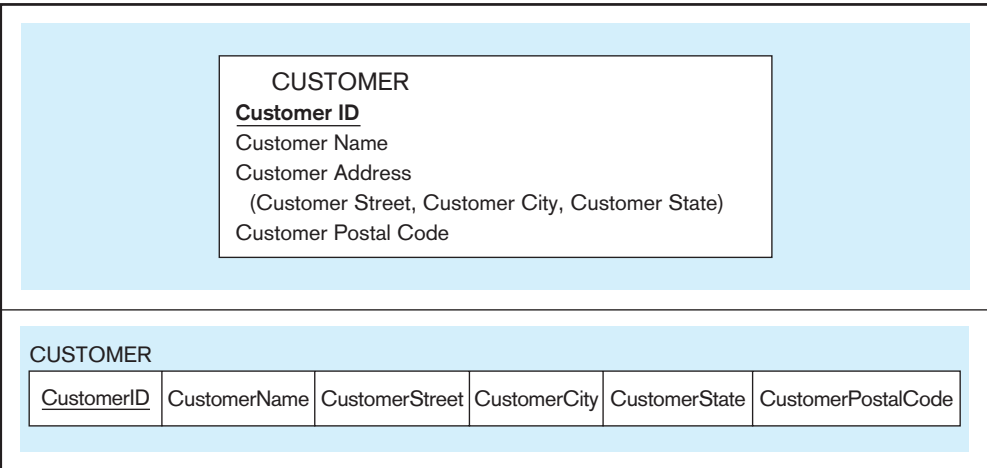 CUSTOMER
Customer ID
Customer Name
Customer Address
(Customer Street, Customer City, Customer State)
Customer Postal Code
CUSTOMER
CustomerID CustomerName CustomerStreet CustomerCity CustomerState CustomerPostalCode